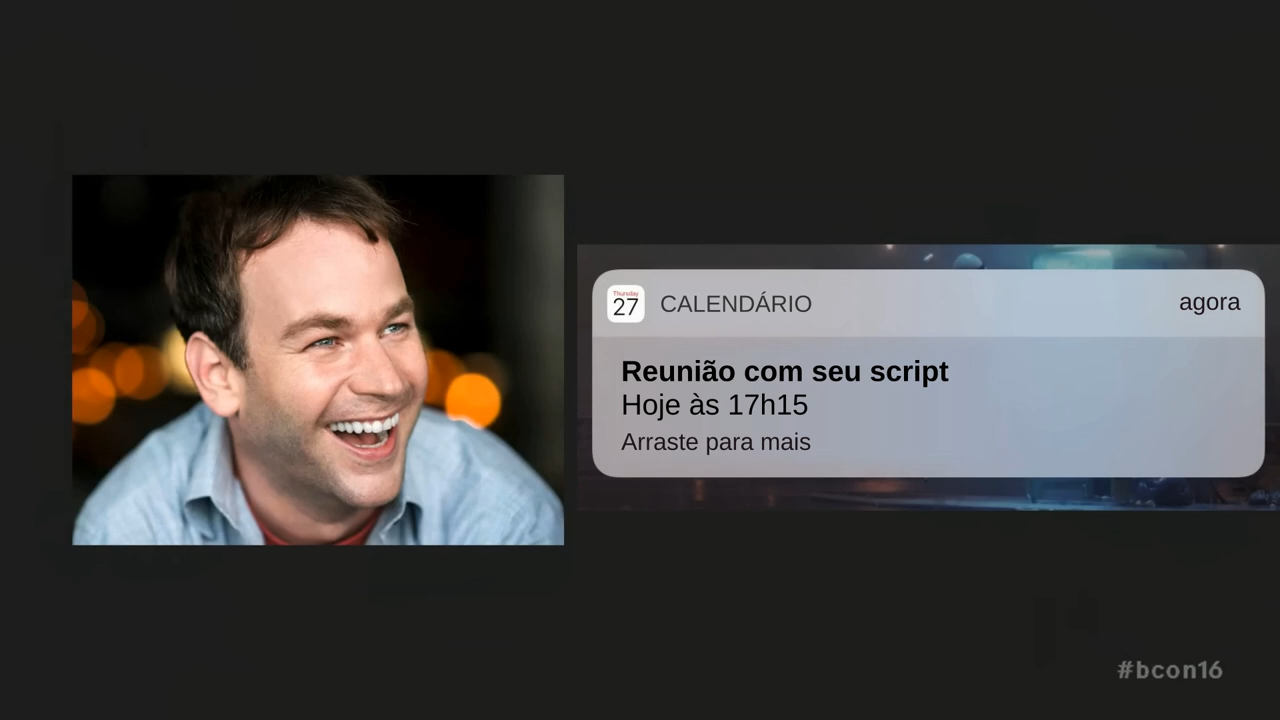 Thursday
27
CALENDÁRIO
agora
Reunião com seu script
Hoje às 17h15
Arraste para mais
#bcon16